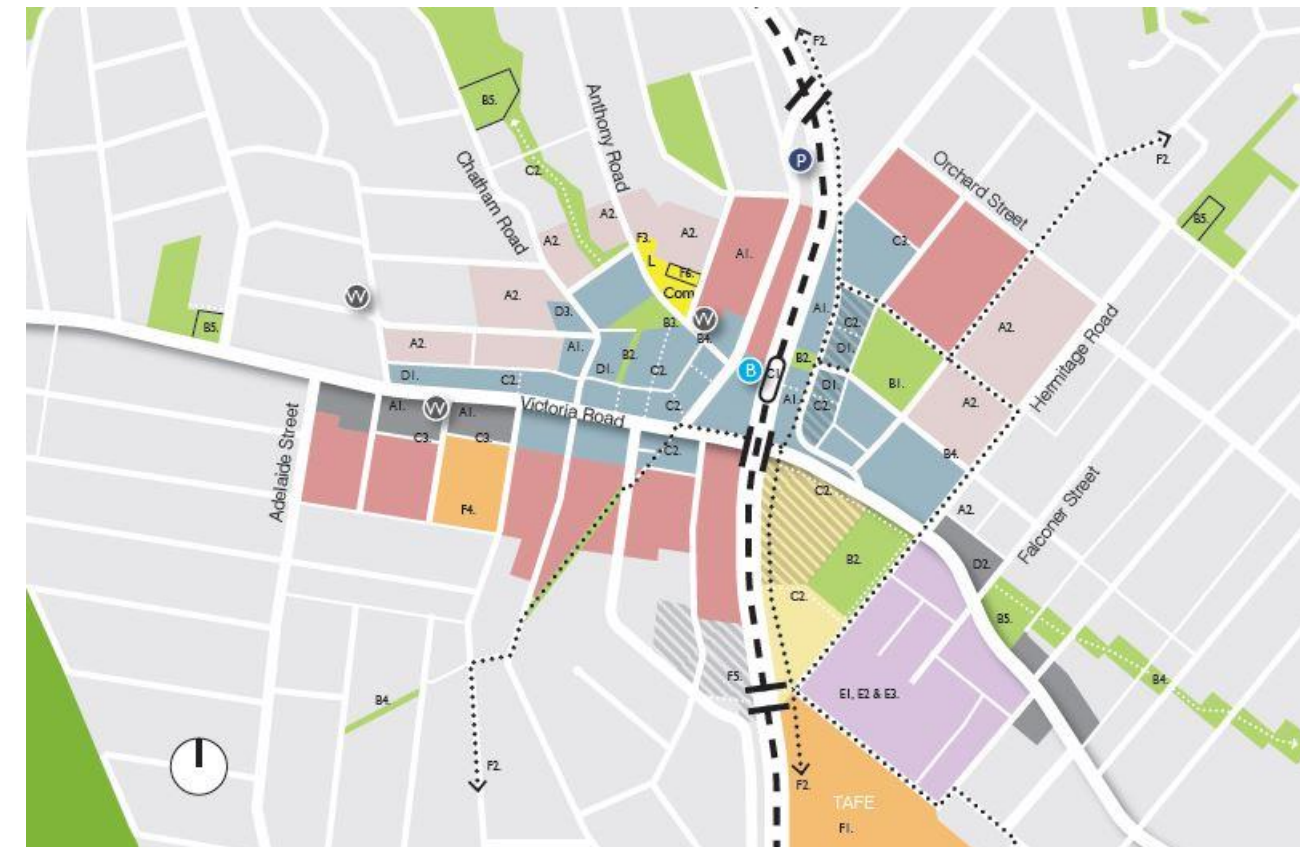 F2.
B5.
Anthony Road
P
Orchard Street
F2.
C2.
Chatham Road
A2.
A2.
F3.
A2.
B5.
A2.
C3.
A1.
L
F6.
Com
W
A2.
D3.
A1.
C2.
A2.
W
B3.
B4.
B5.
A2.
A1.
B2.
D1.
B2.
D1.
C2.
B
C1
D1.
B1.
Hermitage Road
D1.
C2.
A1.
C2.
A1.
W
A1.
Victoria Road
C2.
C2.
A2.
C3.
C3.
C2.
B4.
Adelaide Street
C2.
F4.
A2.
Falconer Street
B2.
D2.
C2.
B5.
F5.
E1, E2 & E3.
B4.
B4.
F2.
F2.
TAFE
F1.